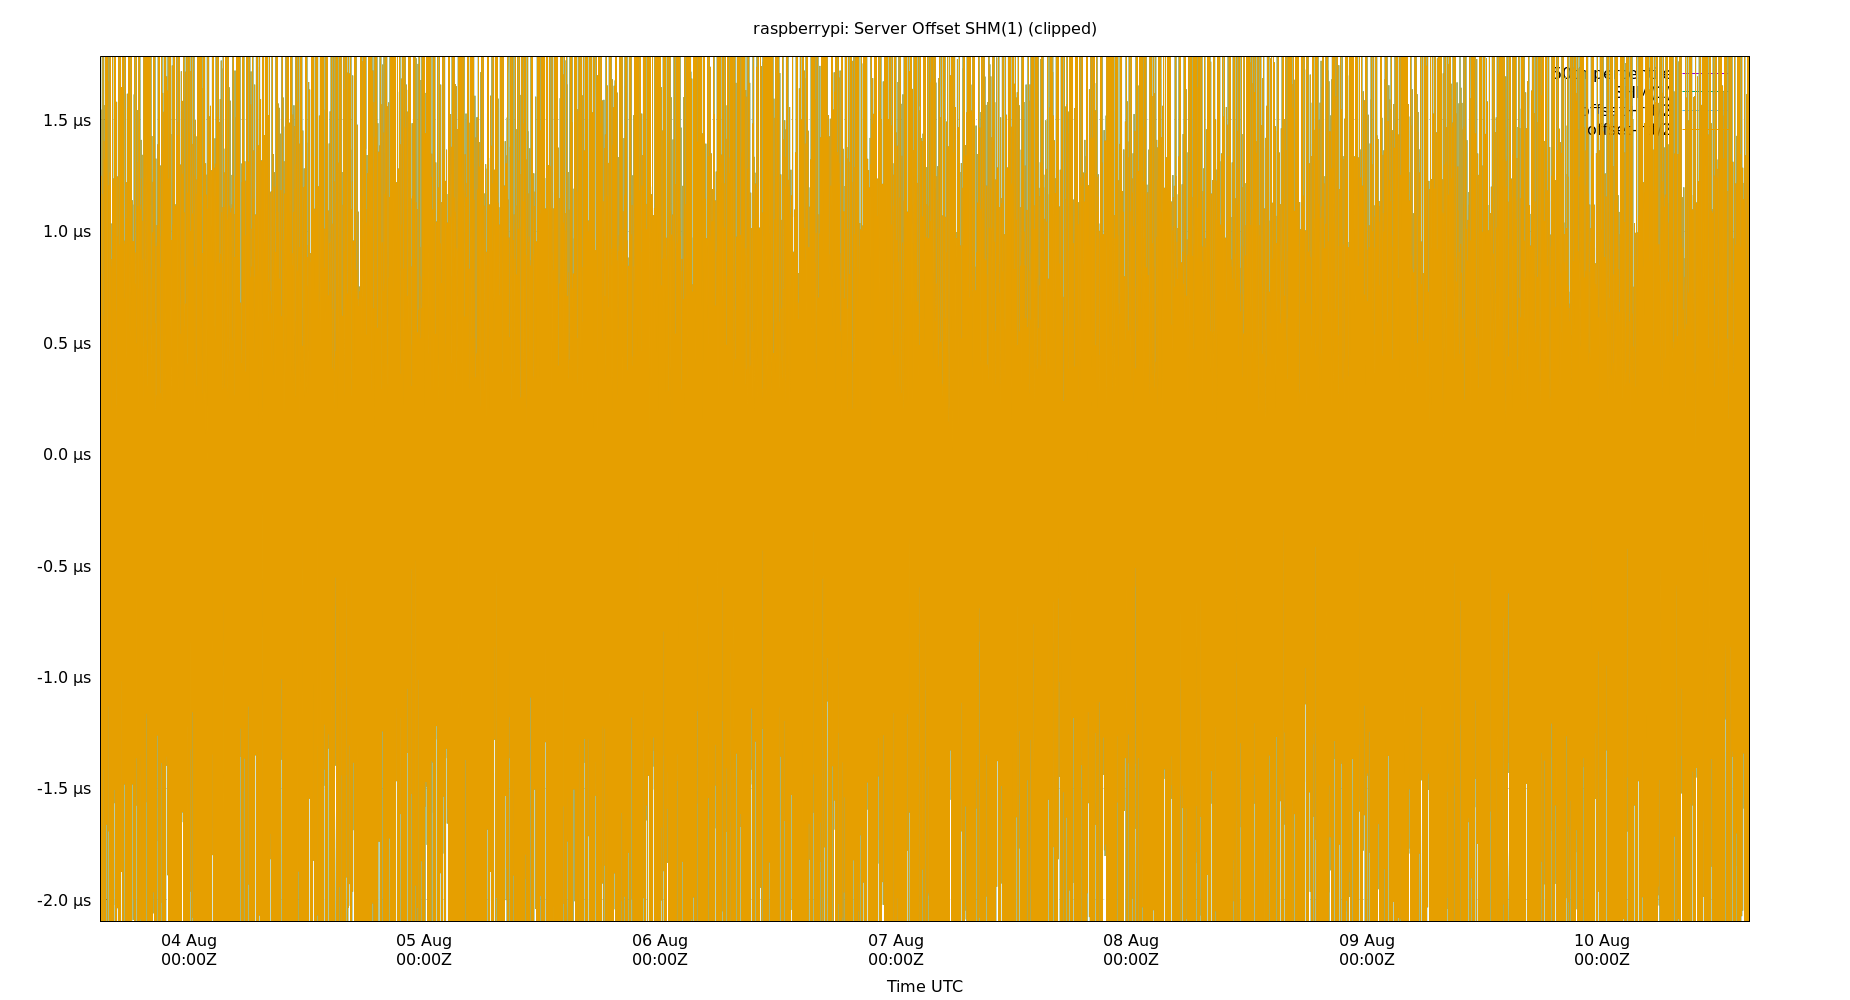 raspberrypi: Server Offset SHM(1) (clipped)
1.5 µs
1.0 µs
0.5 µs
0.0 µs
-0.5 µs
-1.0 µs
-1.5 µs
-2.0 µs
04 Aug 05 Aug 06 Aug 07 Aug 08 Aug 09 Aug 10 Aug
00:00Z 00:00Z 00:00Z 00:00Z 00:00Z 00:00Z 00:00Z
Time UTC